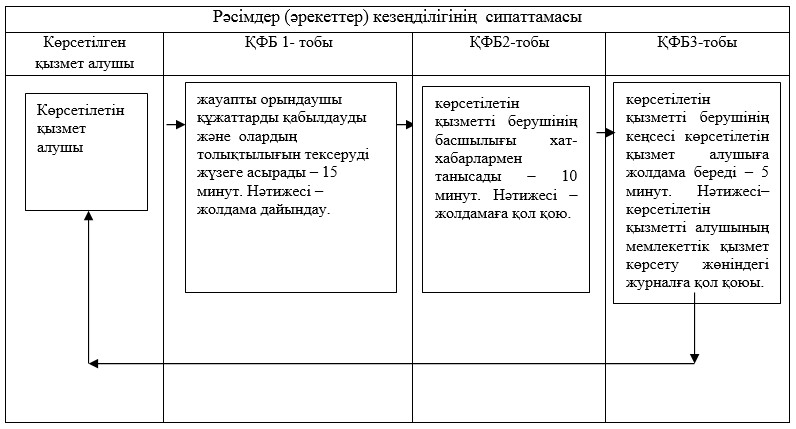 Рәсімдер (әрекеттер) кезеңділігінің сипаттамасы
Көрсетілген
қызмет алушы
ҚФБ 1- тобы
ҚФБ2-тобы
ҚФБ3-тобы
Көрсетілетін
қызмет
алушы
жауапты орындаушы
құжаттарды қабылдауды
және олардың
толықтылығын тексеруді
жүзеге асырады – 15
минут. Нәтижесі –
жолдама дайындау.
көрсетілетін
қызметті берушінің
басшылығы хат-
хабарлармен
танысады – 10
минут. Нәтижесі –
жолдамаға қол қою.
көрсетілетін
қызметті берушінің
кеңсесі көрсетілетін
қызмет алушыға
жолдама береді – 5
минут. Нәтижесі–
көрсетілетін
қызметті алушының
мемлекеттік қызмет
көрсету жөніндегі
журналға қол қоюы.